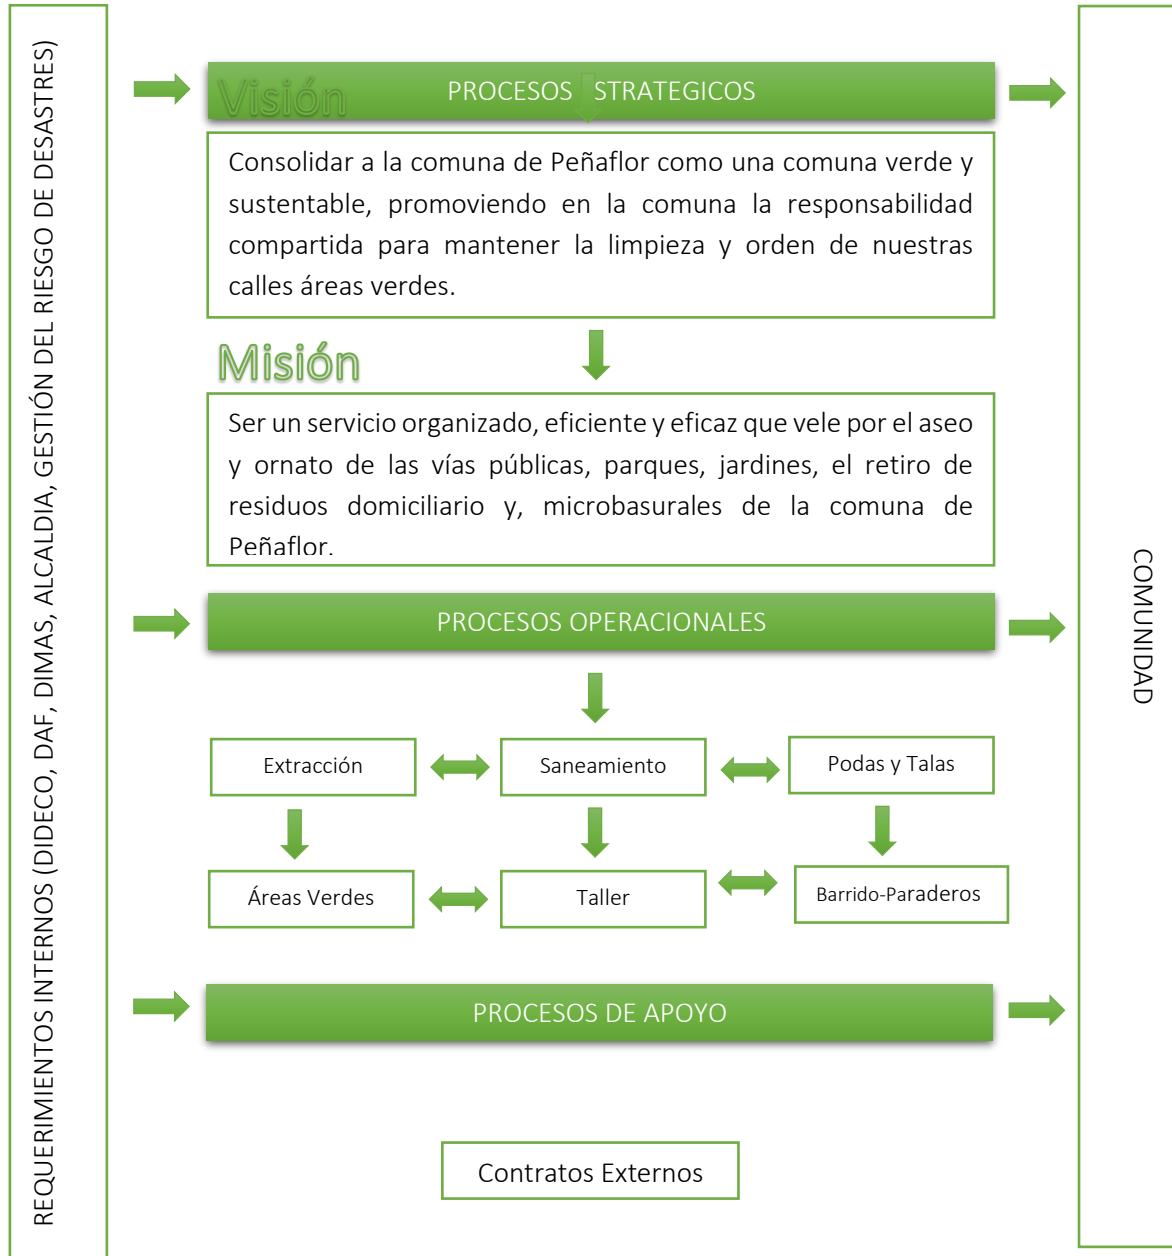 REQUERIMIENTOS INTERNOS (DIDECO, DAF, DIMAS, ALCALDIA, GESTIÓN DEL RIESGO DE DESASTRES)
Visión
PROCESOS STRATEGICOS
Consolidar a la comuna de Peñaflor como una comuna verde y
sustentable, promoviendo en la comuna la responsabilidad
compartida para mantener la limpieza y orden de nuestras
calles áreas verdes.
Misión
Ser un servicio organizado, eficiente y eficaz que vele por el aseo
y ornato de las vías públicas, parques, jardines, el retiro de
residuos domiciliario y, microbasurales de la comuna de
Peñaflor.
PROCESOS OPERACIONALES
Extracción
Saneamiento
Podas y Talas
Áreas Verdes
Taller
Barrido-Paraderos
PROCESOS DE APOYO
Contratos Externos
COMUNIDAD